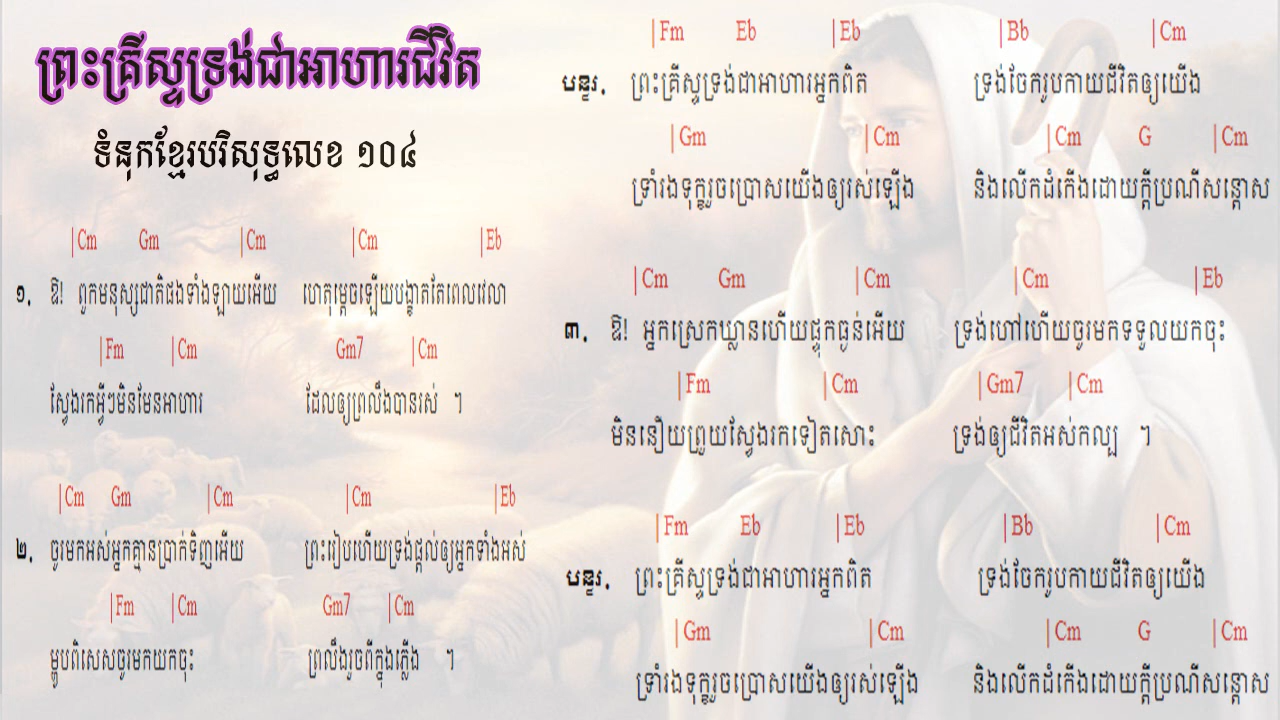 ព្រះគ្រីស្ទទ្រង់ជាអាហារជីវិត
ទំនុកខ្មែរបរិសុទ្ធលេខ ១០៤
|Cm Gm |Cm |Cm |Eb
១. ឱ! ពួកមនុស្សជាតិផងទាំងឡាយអើយ ហេតុម្ដេចឡើយបង្ខាតតែពេលវេលា
|Fm |Cm Gm7 |Cm
ស្វែងរកអ្វីៗមិនមែនអាហារ ដែលឲ្យព្រលឹងបានរស់ ។
|Cm Gm |Cm |Cm |Eb
២. ចូរមកអស់អ្នកគ្មានប្រាក់ទិញអើយ ព្រះរៀបហើយទ្រង់ផ្ដល់ឲ្យអ្នកទាំងអស់
|Fm |Cm Gm7 |Cm
ម្ហូបពិសេសចូរមកយកចុះ ព្រលឹងរួចពីក្នុងភ្លើង ។
|Fm Eb |Eb |Bb |Cm
បន្ទរ. ព្រះគ្រីស្ទទ្រង់ជាអាហារអ្នកពិត ទ្រង់ចែករូបកាយជីវិតឲ្យយើង
|Gm |Cm |Cm G |Cm
ទ្រាំរងទុក្ខរួចប្រោសយើងឲ្យរស់ឡើង និងលើកដំកើងដោយក្ដីប្រណីសន្ដោស
|Cm Gm |Cm |Cm |Eb
៣. ឱ! អ្នកស្រេកឃ្លានហើយផ្ទុកធ្ងន់អើយ ទ្រង់ហៅហើយចូរមកទទួលយកចុះ
|Fm |Cm |Gm7 |Cm
មិននឿយព្រួយស្វែងរកទៀតសោះ ទ្រង់ឲ្យជីវិតអស់កល្ប ។
|Fm Eb |Eb |Bb |Cm
បន្ទរ. ព្រះគ្រីស្ទទ្រង់ជាអាហារអ្នកពិត ទ្រង់ចែករូបកាយជីវិតឲ្យយើង
|Gm |Cm |Cm G |Cm
ទ្រាំរងទុក្ខរួចប្រោសយើងឲ្យរស់ឡើង និងលើកដំកើងដោយក្ដីប្រណីសន្ដោស